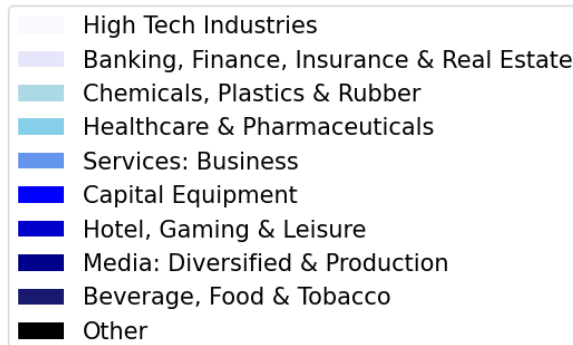 High Tech Industries
Banking, Finance, Insurance & Real Estate
Chemicals, Plastics & Rubber
Healthcare & Pharmaceuticals
Services: Business
Capital Equipment
Hotel, Gaming & Leisure
Media: Diversified & Production
Beverage, Food & Tobacco
Other